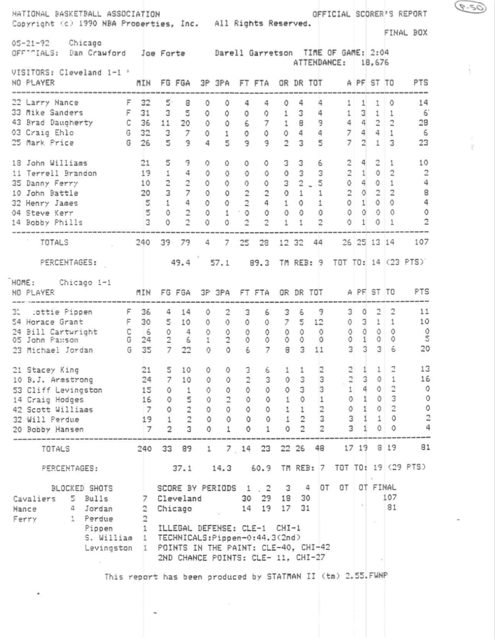 P-50
NATIONAL BASKETBALL ASSOCIATION OFFICIAL SCORER'S REPORT
Copyright (c) 1990 NBA Properties, Inc. All Rights Reserved.
FINAL BOX
05-21-92 Chicago
OFFICIALS: Dan Crawford Joe Forte Darell Garretson TIME OF GAME: 2:04
ATTENDANCE: 18,676
VISITORS: Cleveland 1-1
NO PLAYER MIN FG FGA 3P 3PA FT FTA OR DR TOT A PF ST TO PTS
22 Larry Nance F 32 5 8 0 0 4 4 0 4 4 1 1 1 0 14
33 Mike Sanders F 31 3 5 0 0 0 0 1 3 4 1 3 1 1 6
43 Brad Daugherty C 36 11 20 0 0 6 7 1 8 9 4 4 2 2 28
03 Craig Ehlo G 32 3 7 0 1 0 0 0 4 4 7 4 4 1 6
25 Mark Price G 26 5 9 4 5 9 9 2 3 5 7 2 1 3 23
18 John Williams 21 5 9 0 0 0 0 3 3 6 2 4 2 1 10
11 Terrell Brandon 19 1 4 0 0 0 0 0 3 3 2 1 0 2 2
35 Danny Ferry 10 2 2 0 0 0 0 3 2 5 0 4 0 1 4
10 John Battle 20 3 7 0 0 2 2 0 1 1 2 0 2 2 8
32 Henry James 5 1 4 0 0 2 4 1 0 1 0 1 0 0 4
04 Steve Kerr 5 0 2 0 1 0 0 0 0 0 0 0 0 0 0
14 Bobby Phills 3 0 2 0 0 2 2 1 1 2 0 1 0 1 2
TOTALS 240 39 79 4 7 25 28 12 32 44 26 25 13 14 107
PERCENTAGES: 49.4 57.1 89.3 TM REB: 9 TOT TO: 14 (23 PTS)
HOME: Chicago 1-1
NO PLAYER MIN FG FGA 3P 3PA FT FTA OR DR TOT A PF ST TO PTS
ottie Pippen F 36 4 14 0 2 3 6 3 6 9 3 0 2 2 11
54 Horace Grant F 30 5 10 0 0 0 0 7 5 12 0 3 1 1 10
24 Bill Cartwright C 6 0 4 0 0 0 0 0 0 0 0 0 0 0 0
05 John Paxson G 24 2 6 1 2 0 0 0 0 0 0 1 0 0 5
23 Michael Jordan G 35 7 22 0 0 6 7 8 3 11 3 3 3 6 20
21 Stacey King 21 5 10 0 0 3 6 1 1 2 2 1 1 2 13
10 B.J. Armstrong 24 7 10 0 0 2 3 0 3 3 2 3 0 1 16
53 Cliff Levingston 15 0 1 0 0 0 0 0 3 3 1 4 0 2 0
14 Craig Hodges 16 0 5 0 2 0 0 1 0 1 0 1 0 3 0
42 Scott Williams 7 0 2 0 0 0 0 1 1 2 0 1 0 2 0
32 Will Perdue 19 1 2 0 0 0 0 1 2 3 3 1 1 0 2
20 Bobby Hansen 7 2 3 0 1 0 1 0 2 2 3 1 0 0 4
TOTALS 240 33 89 1 7 14 23 22 26 48 17 19 8 19 81
PERCENTAGES: 37.1 14.3 60.9 TM REB: 7 TOT TO: 19 (29 PTS)
BLOCKED SHOTS SCORE BY PERIODS 1 2 3 4 OT OT OT FINAL
Cavaliers 5 Bulls 7 Cleveland 30 29 18 30 107
Nance 4 Jordan 2 Chicago 14 19 17 31 81
Ferry 1 Perdue 2
Pippen 1 ILLEGAL DEFENSE: CLE-1 CHI-1
S. William 1 TECHNICALS:Pippen-0:44.3(2nd)
Levingston 1 POINTS IN THE PAINT: CLE-40, CHI-42
2ND CHANCE POINTS: CLE- 11, CHI-27
This report has been produced by STATMAN II (tm) 2.55.FWNP